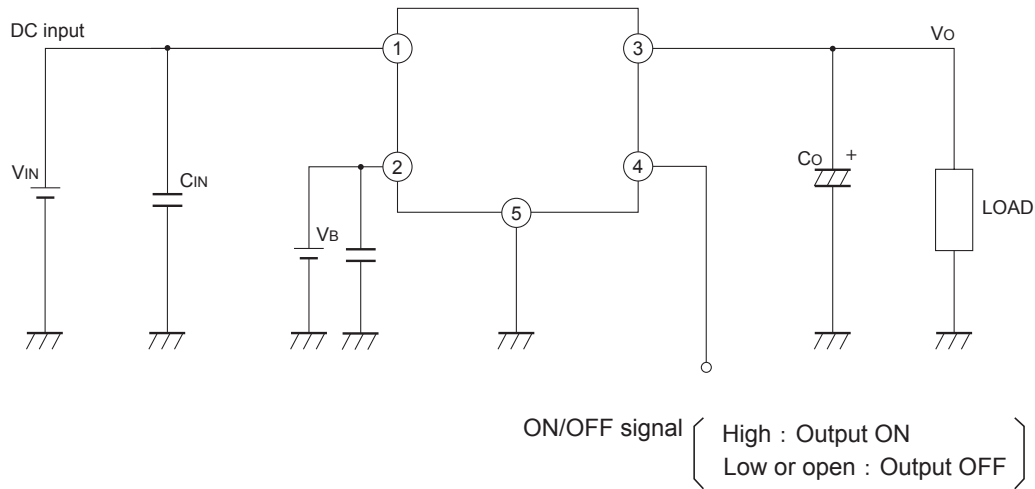 DC input
VIN
CIN
1
2
VB
5
3
4
VO
CO +
LOAD
ON/OFF signal
High : Output ON
Low or open : Output OFF